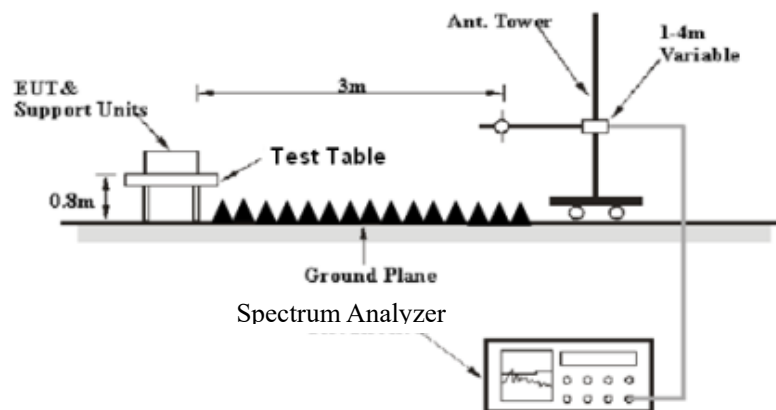 Ant. Tower
1-4m
Variable
EUT&
Support Units
3m
Test Table
0.8m
Ground Plane
Spectrum Analyzer